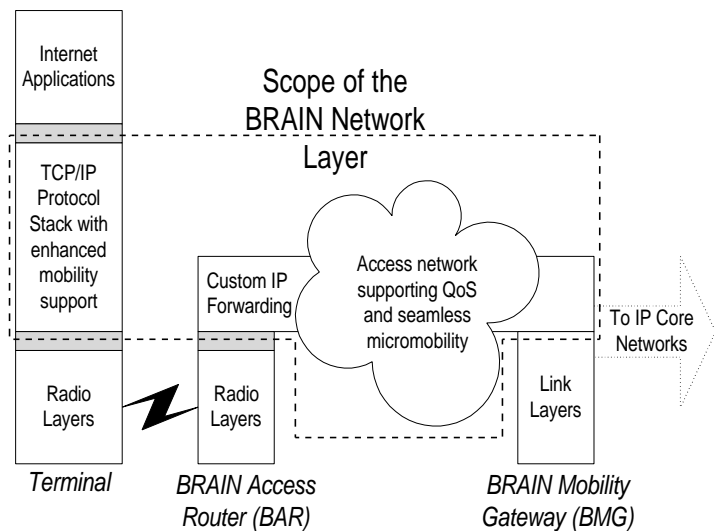 Internet
Applications
Scope of the
BRAIN Network
Layer
TCP/IP
Protocol
Stack with
enhanced
mobility
support
Custom IP
Forwarding
Access network
supporting QoS
and seamless
micromobility
To IP Core
Networks
Radio
Layers
Radio
Layers
Link
Layers
Terminal
BRAIN Access
Router (BAR)
BRAIN Mobility
Gateway (BMG)